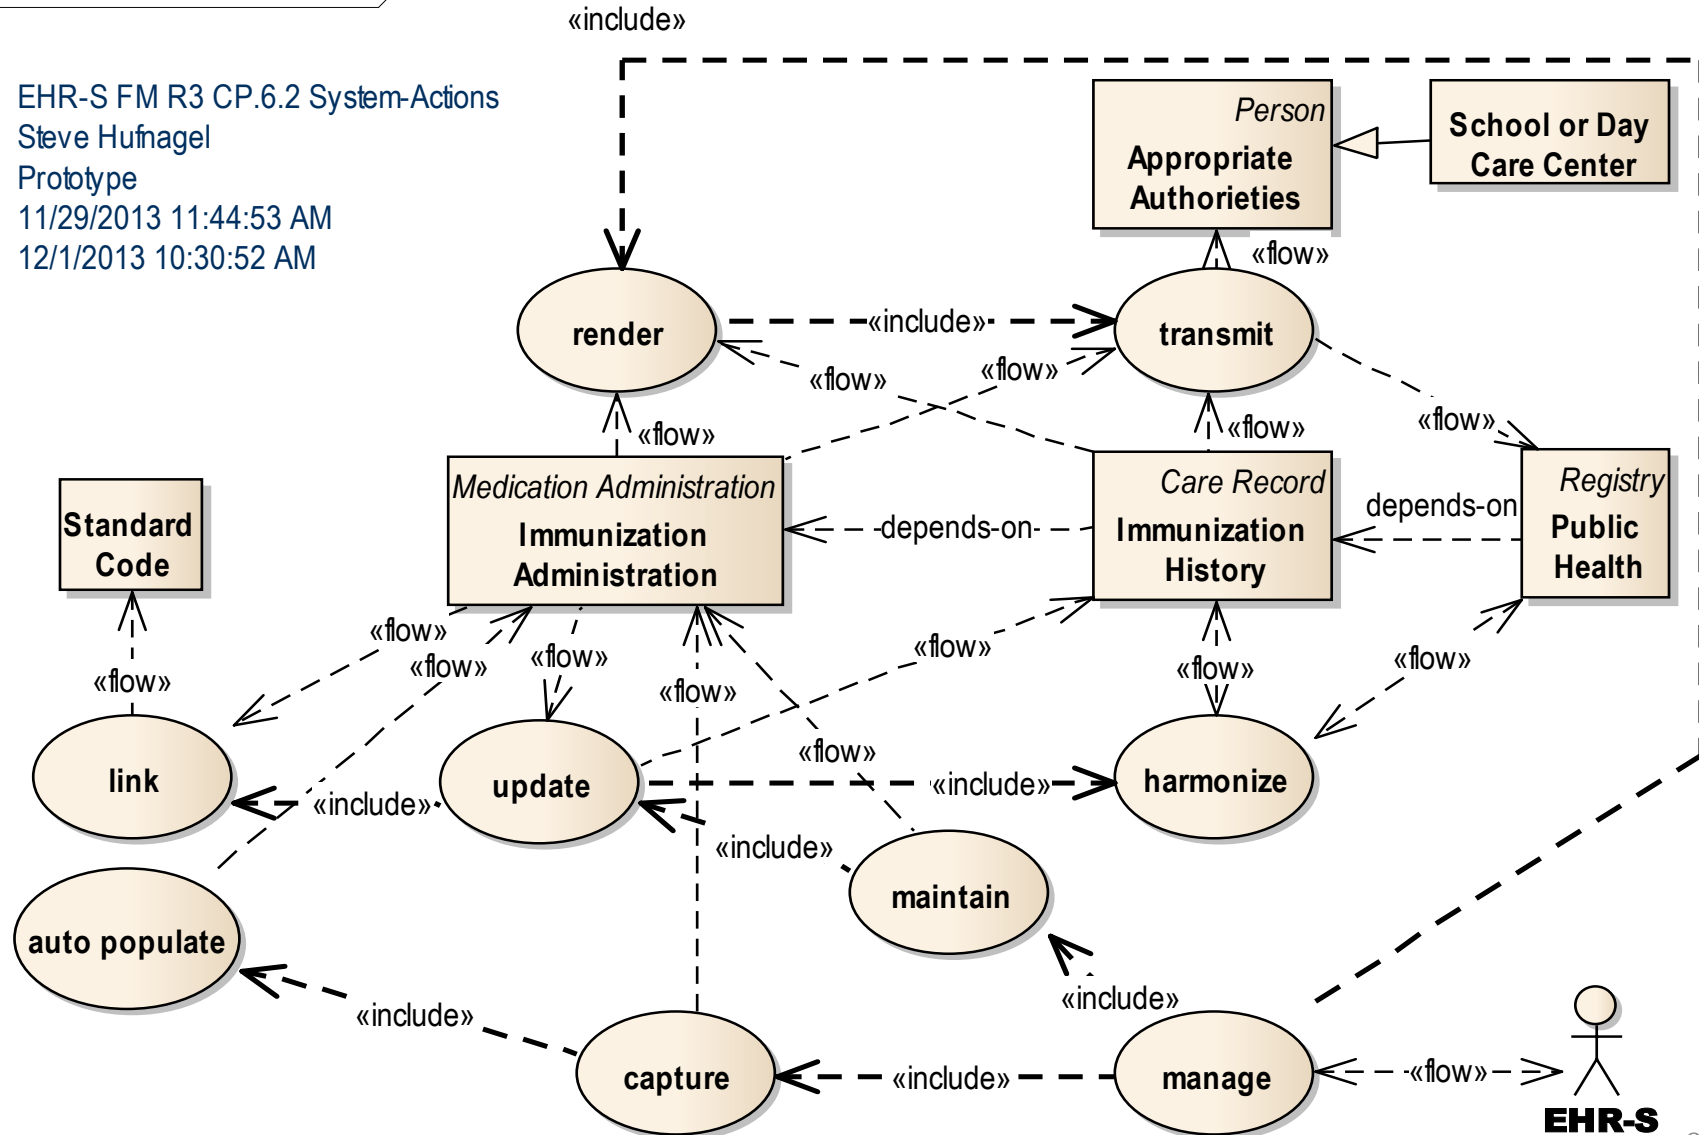 «include»
EHR-S FM R3 CP.6.2 System-Actions
Steve Hufnagel
Prototype
11/29/2013 11:44:53 AM
12/1/2013 10:30:52 AM
Person
Appropriate
Authorieties
School or Day
Care Center
«flow»
render
«include»
transmit
«flow»
«flow»
«flow»
«flow»
«flow»
Medication Administration
Immunization
Administration
depends-on
Care Record
Immunization
History
depends-on
Registry
Public
Health
Standard
Code
«flow»
«flow»
«flow»
«flow»
«flow»
«flow»
«flow»
«flow»
«flow»
link
«include»
update
«flow»
«include»
harmonize
«include»
maintain
auto populate
«include»
«include»
capture
«include»
manage
«flow»
EHR-S